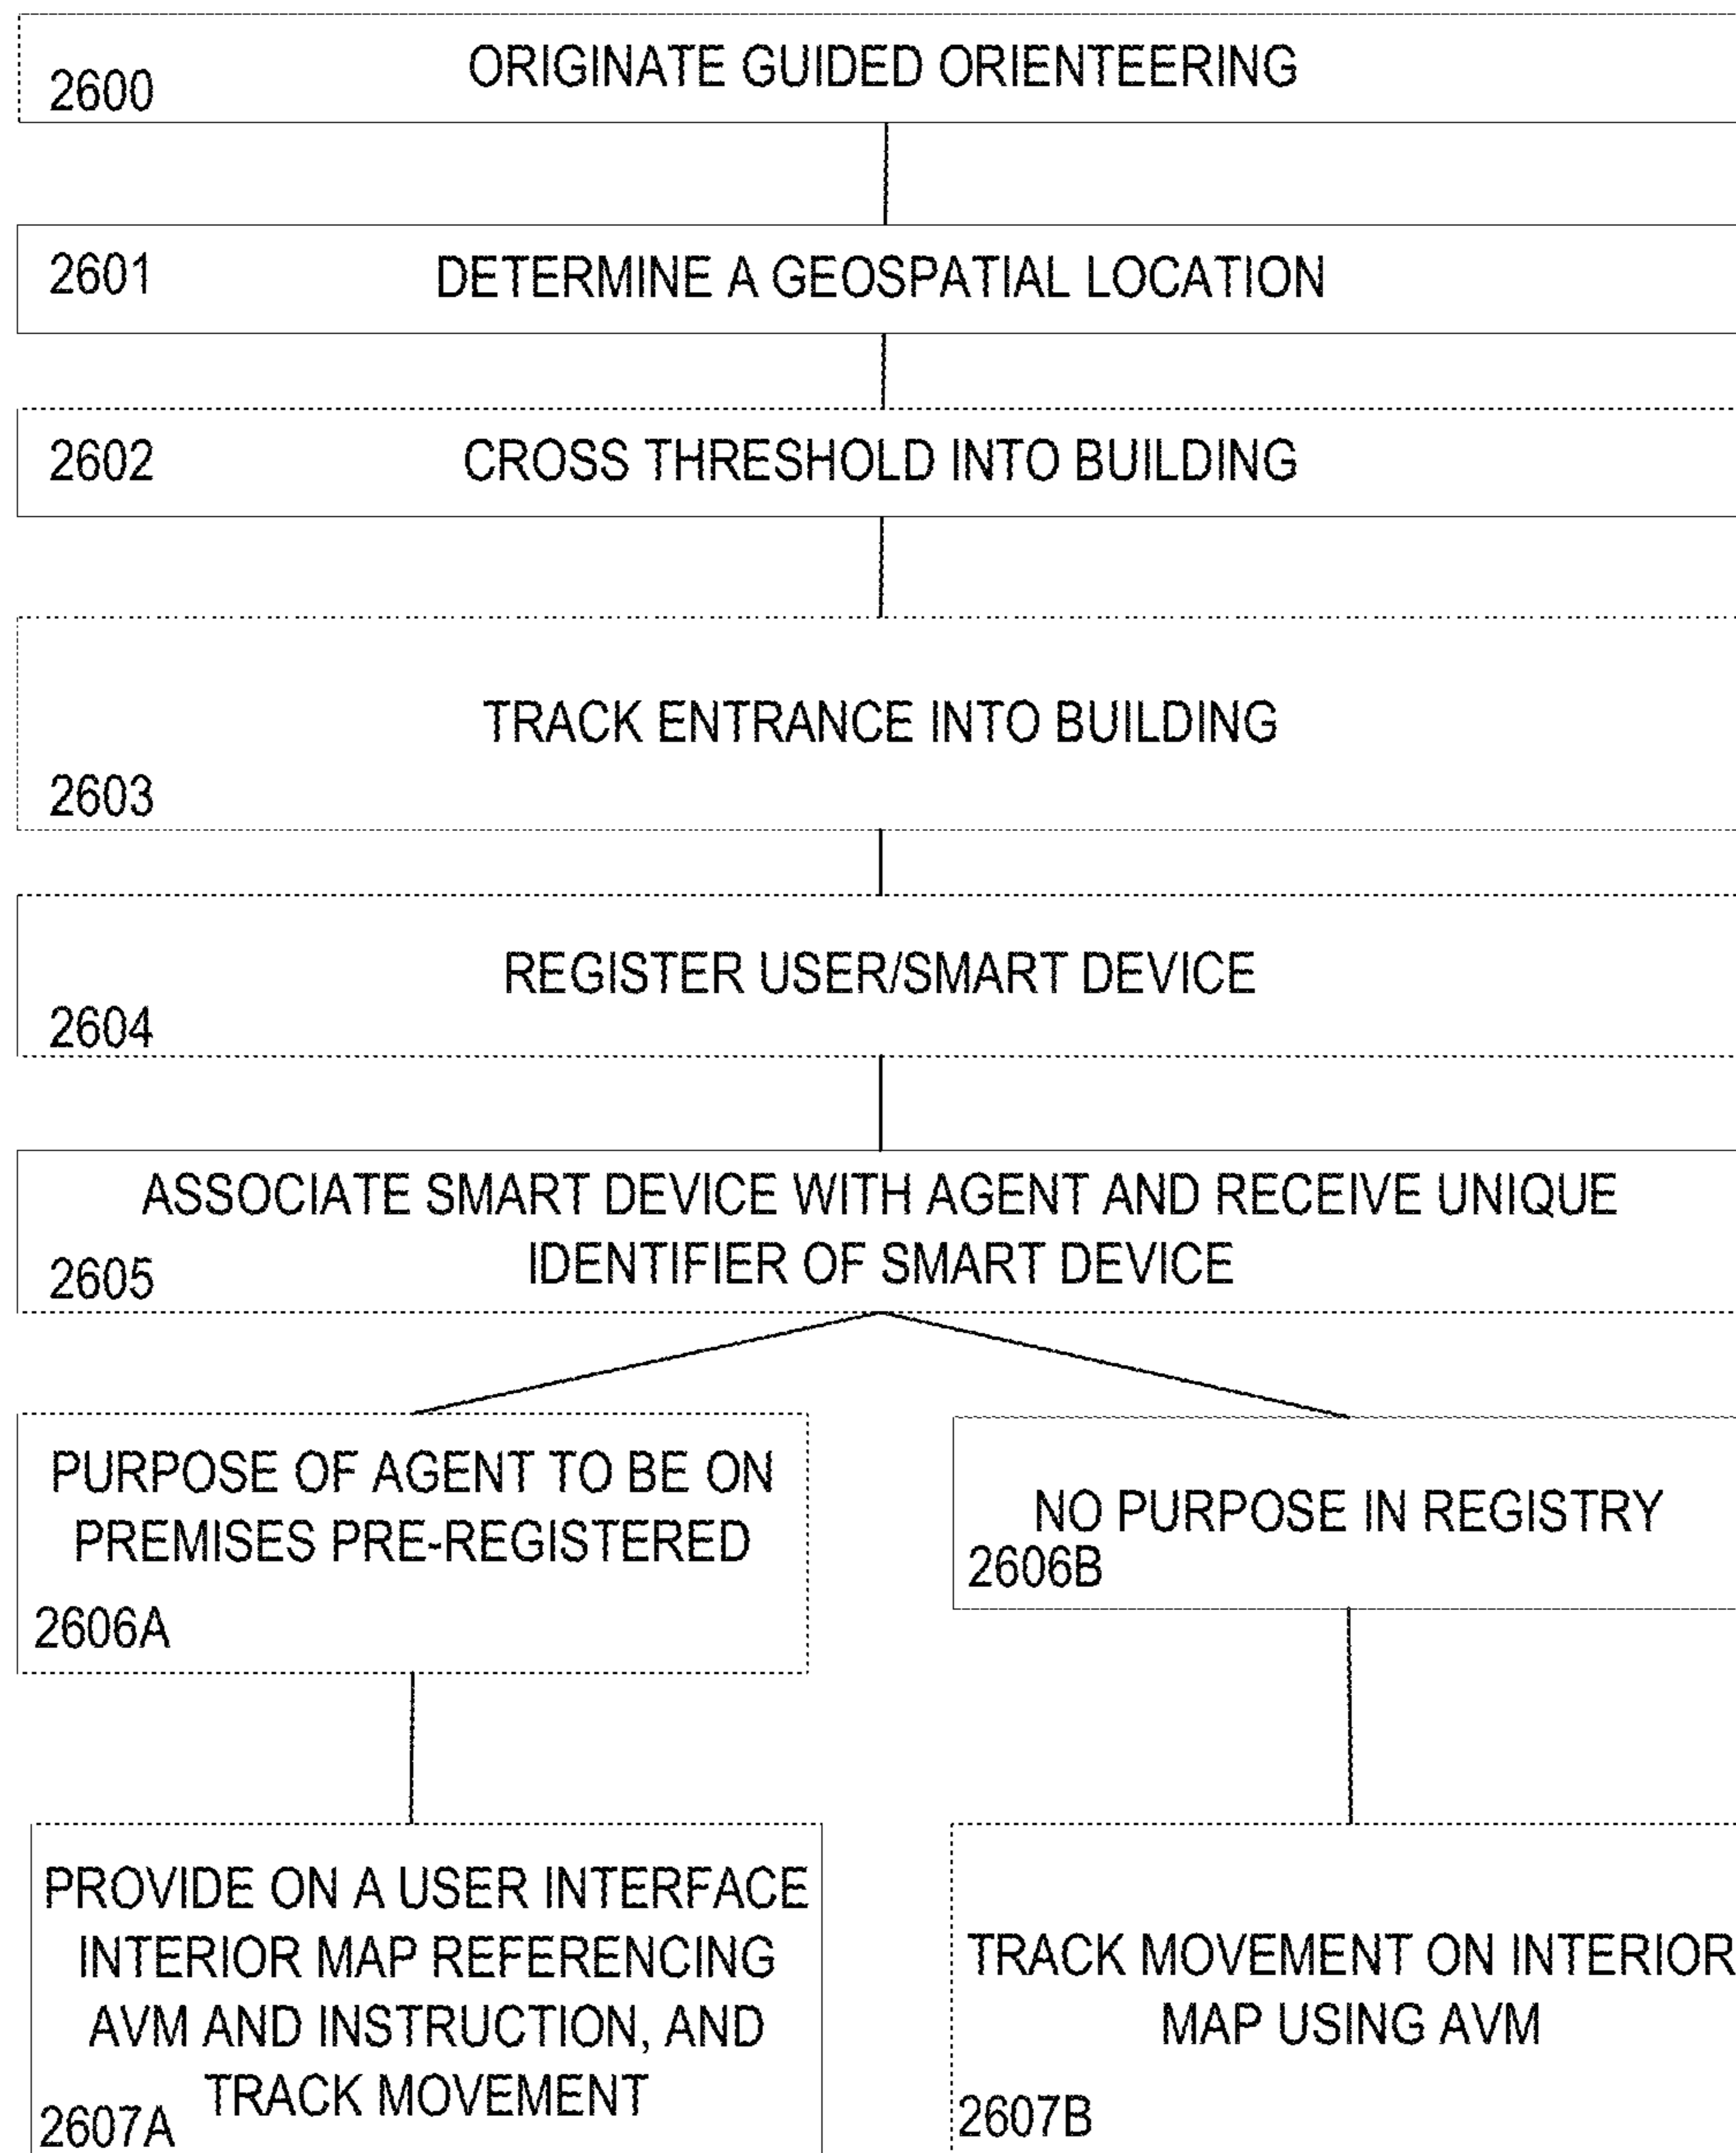 ORIGINATE GUIDED ORIENTEERING
2600
2601
DETERMINE A GEOSPATIAL LOCATION
2602
CROSS THRESHOLD INTO BUILDING
TRACK ENTRANCE INTO BUILDING
2603
REGISTER USER/SMART DEVICE
2604
ASSOCIATE SMART DEVICE WITH AGENT AND RECEIVE UNIQUE
IDENTIFIER OF SMART DEVICE
2605
PURPOSE OF AGENT TO BE ON
PREMISES PRE-REGISTERED
2606A
NO PURPOSE IN REGISTRY
2606B
PROVIDE ON A USER INTERFACE
INTERIOR MAP REFERENCING
AVM AND INSTRUCTION, AND
TRACK MOVEMENT
2607A
TRACK MOVEMENT ON INTERIOR
MAP USING AVM
2607B